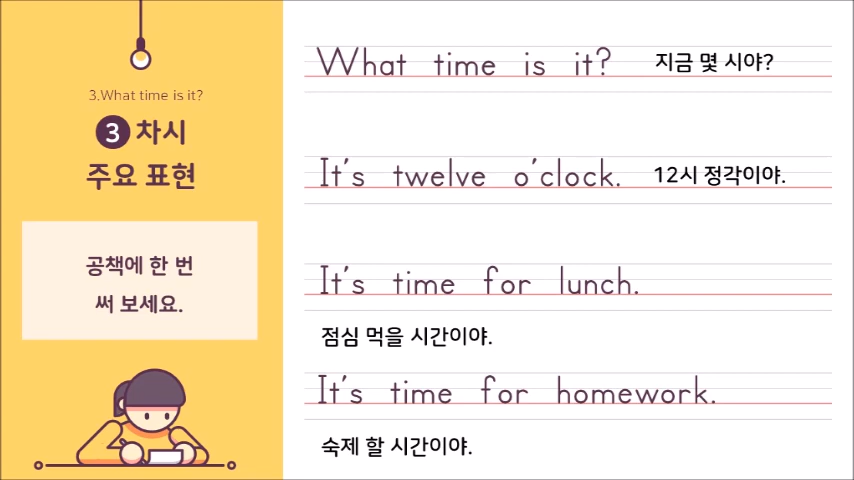 3.What time is it?
3 차시
주요 표현
공책에 한 번
써 보세요.
What time is it? 지금 몇 시야?
It's twelve o'clock. 12시 정각이야.
It's time for lunch.
점심 먹을 시간이야.
It's time for homework.
숙제 할 시간이야.